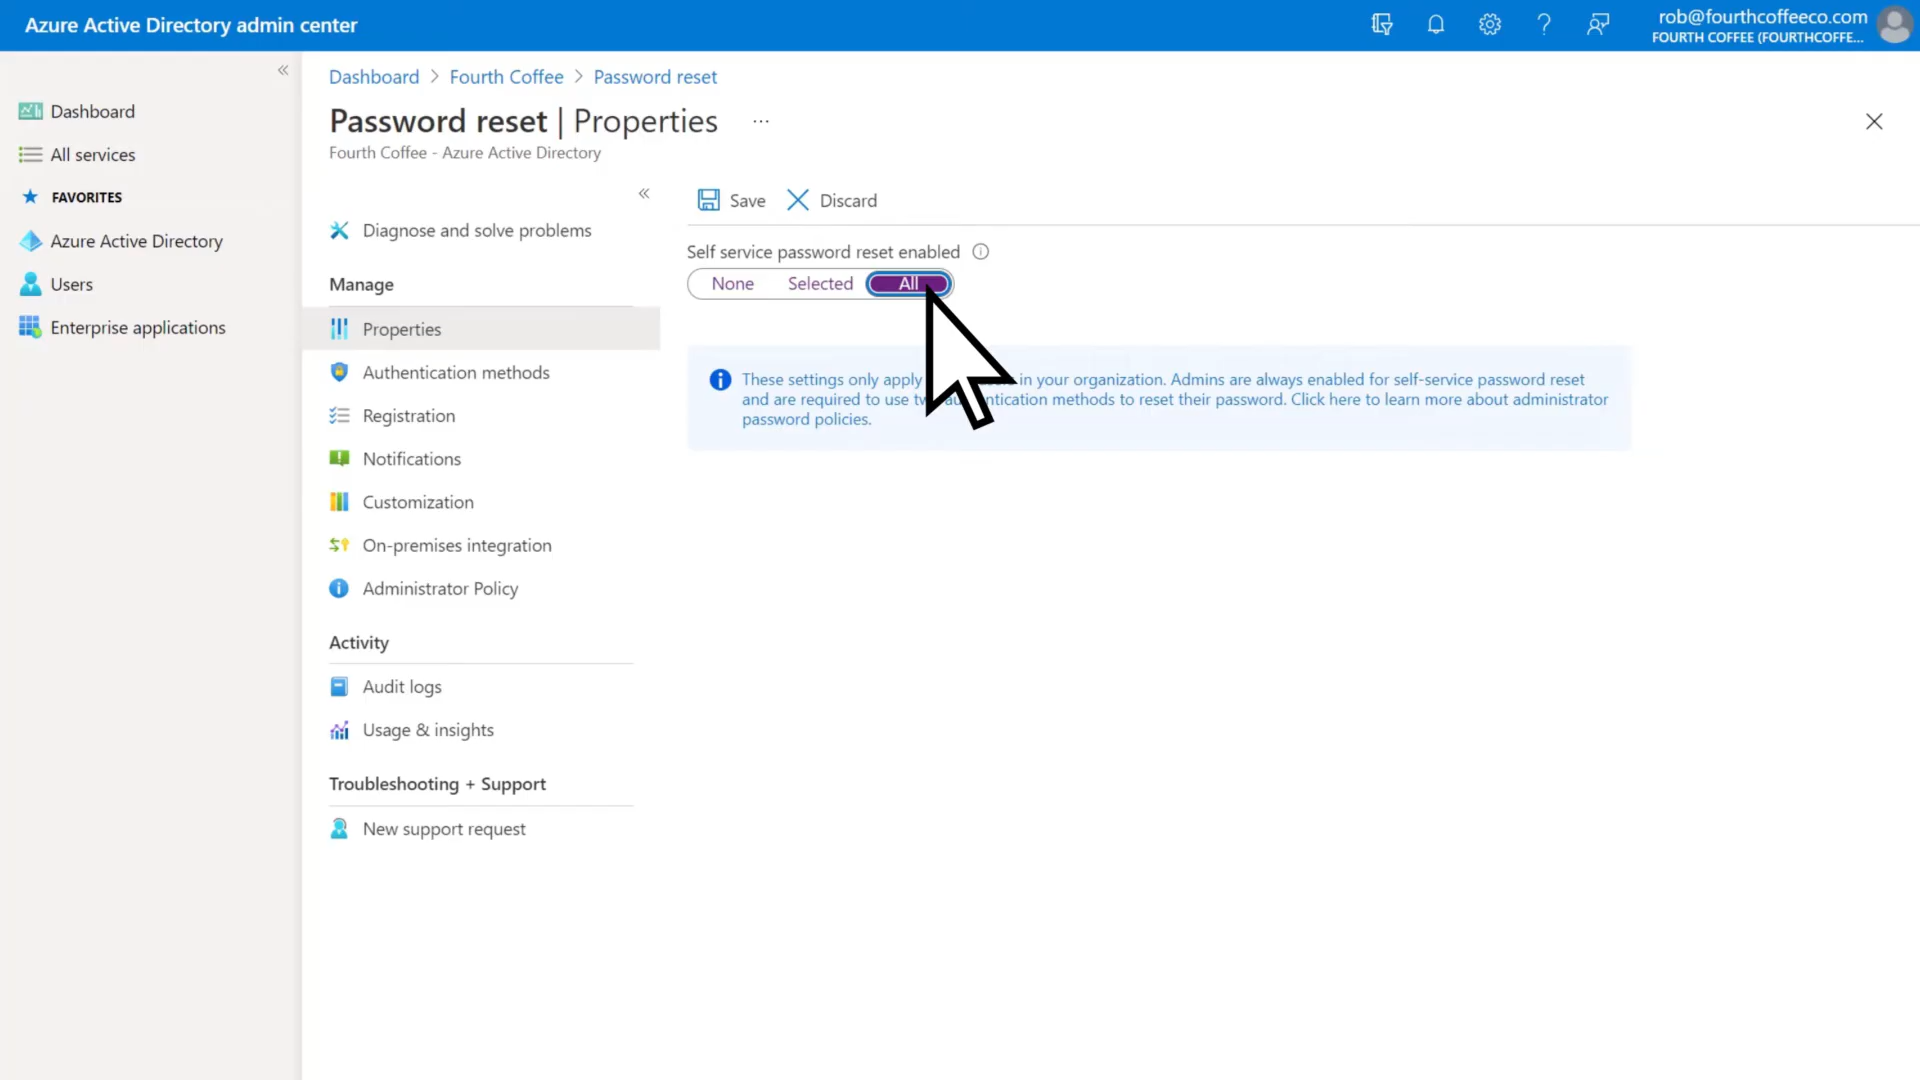 Azure Active Directory admin center
rob@fourthcoffeeco.com
FOURTH COFFEE (FOURTHCOFFE...
Dashboard
All services
FAVORITES
Azure Active Directory
Users
Enterprise applications
Dashboard > Fourth Coffee > Password reset
Password reset | Properties ...
Fourth Coffee - Azure Active Directory
Diagnose and solve problems
Manage
Properties
Authentication methods
Registration
Notifications
Customization
On-premises integration
Administrator Policy
Activity
Audit logs
Usage & insights
Troubleshooting + Support
New support request
Save Discard
Self service password reset enabled
None Selected All
These settings only apply in your organization. Admins are always enabled for self-service password reset
and are required to use methods to reset their password. Click here to learn more about administrator
password policies.